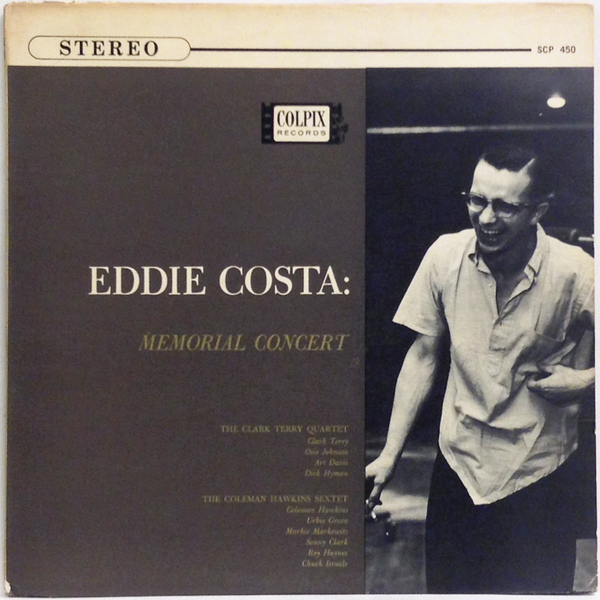 STEREO
SCP 450
COLPIX
RECORDS
EDDIE COSTA:
MEMORIAL CONCERT
THE CLARK TERRY QUARTET
Clark Terry
Osie Johnson
Art Davis
Dick Hyman
THE COLEMAN HAWKINS SEXTET
Coleman Hawkins
Urbie Green
Markie Markowitz
Sonny Clark
Roy Haynes
Chuck Israels